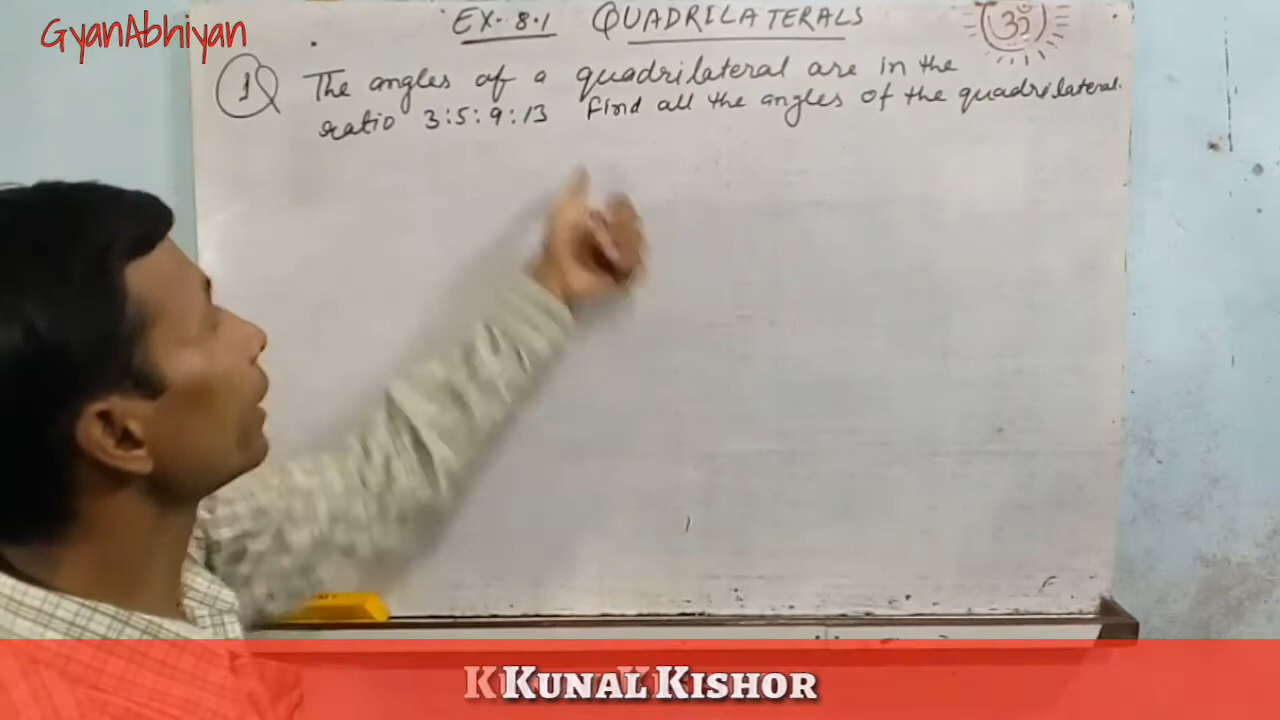 GyanAbhiyan
EX. 8.1 QUADRILATERALS
ॐ
1Q The angles of a quadrilateral are in the
ratio 3:5:9:13 Find all the angles of the quadrilateral.
KUNAL KISHOR